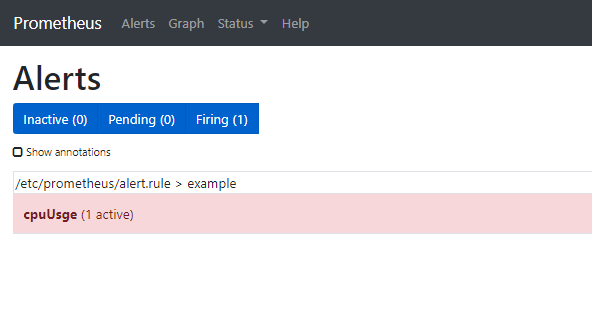 Prometheus Alerts Graph Status Help
Alerts
Inactive (0) Pending (0) Firing (1)
Show annotations
/etc/prometheus/alert.rule > example
cpuUsge (1 active)